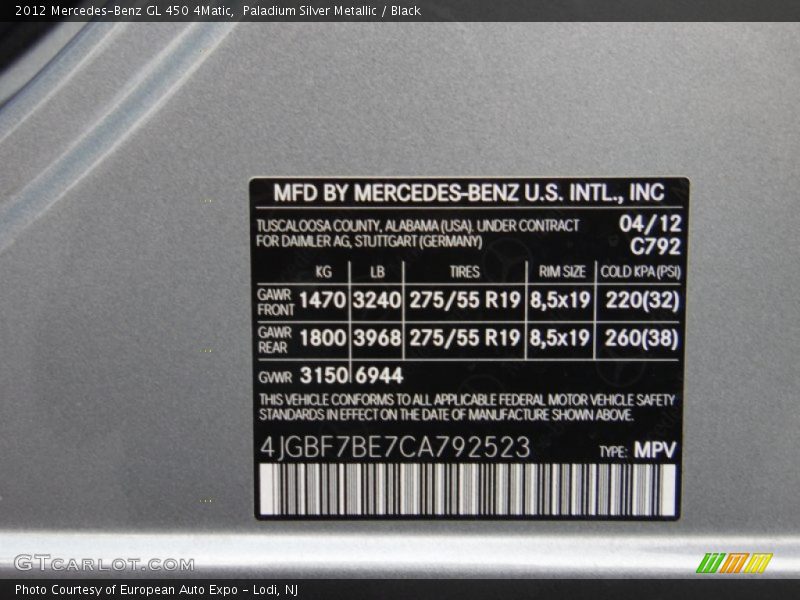 2012 Mercedes-Benz GL 450 4Matic, Paladium Silver Metallic / Black
MFD BY MERCEDES-BENZ U.S. INTL., INC
TUSCALOOSA COUNTY, ALABAMA (USA). UNDER CONTRACT 04/12
FOR DAIMLER AG, STUTTGART (GERMANY) C792
KG LB TIRES RIM SIZE COLD KPA (PSI)
GAWR FRONT 1470 3240 275/55 R19 8,5x19 220(32)
GAWR REAR 1800 3968 275/55 R19 8,5x19 260(38)
GVWR 3150 6944
THIS VEHICLE CONFORMS TO ALL APPLICABLE FEDERAL MOTOR VEHICLE SAFETY
STANDARDS IN EFFECT ON THE DATE OF MANUFACTURE SHOWN ABOVE.
4JGBF7BE7CA792523 TYPE: MPV
GTCARLOT.COM
Photo Courtesy of European Auto Expo - Lodi, NJ